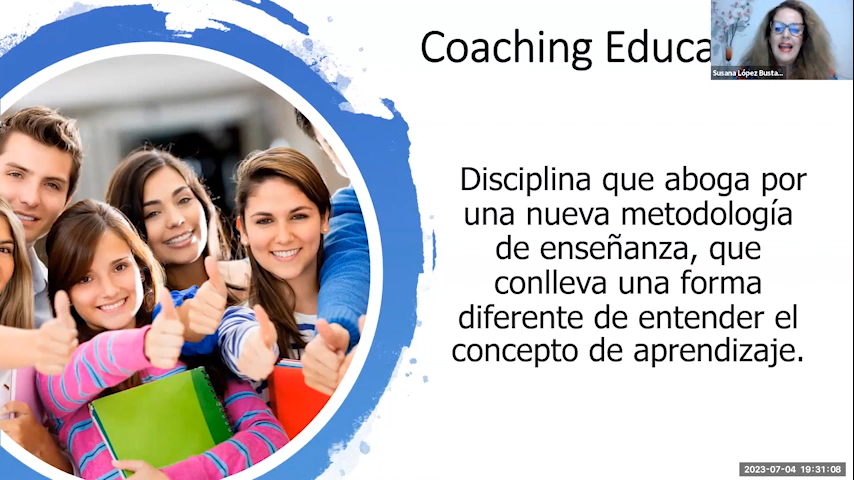 Coaching Educa
Susana López Busta...
Disciplina que aboga por
una nueva metodología
de enseñanza, que
conlleva una forma
diferente de entender el
concepto de aprendizaje.
2023-07-04 19:31:08